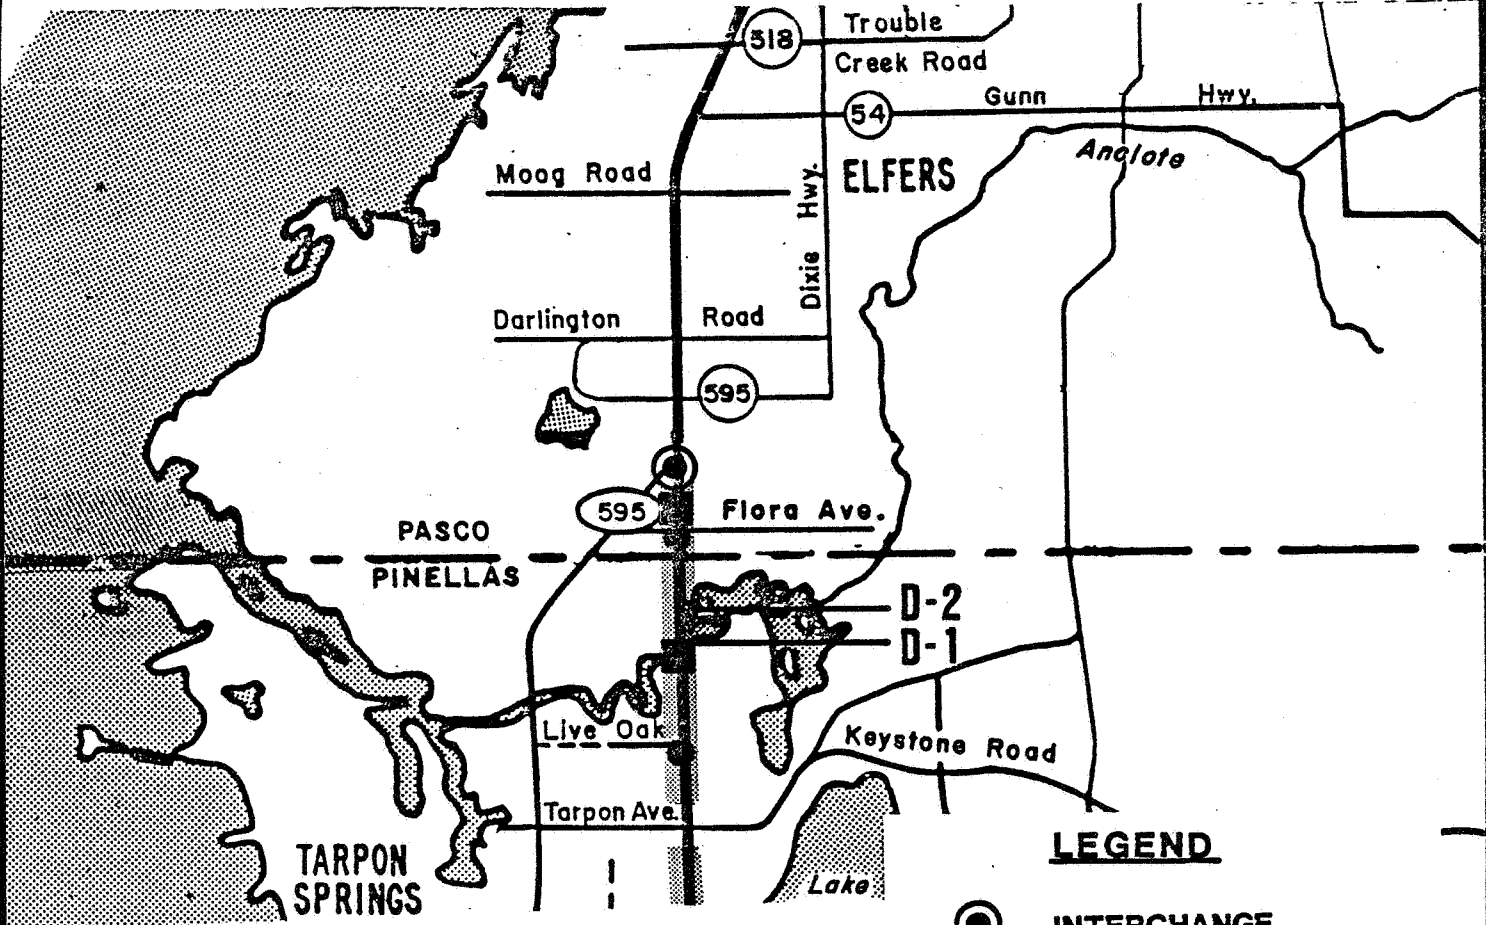 518
Trouble
Creek Road
54
Gunn Hwy.
Anclote
Moog Road
ELFERS
Dixie Hwy.
Darlington Road
595
595
Flora Ave.
PASCO
PINELLAS
D-2
D-1
Live Oak
Keystone Road
Tarpon Ave.
TARPON
SPRINGS
Lake
LEGEND
INTERCHANGE